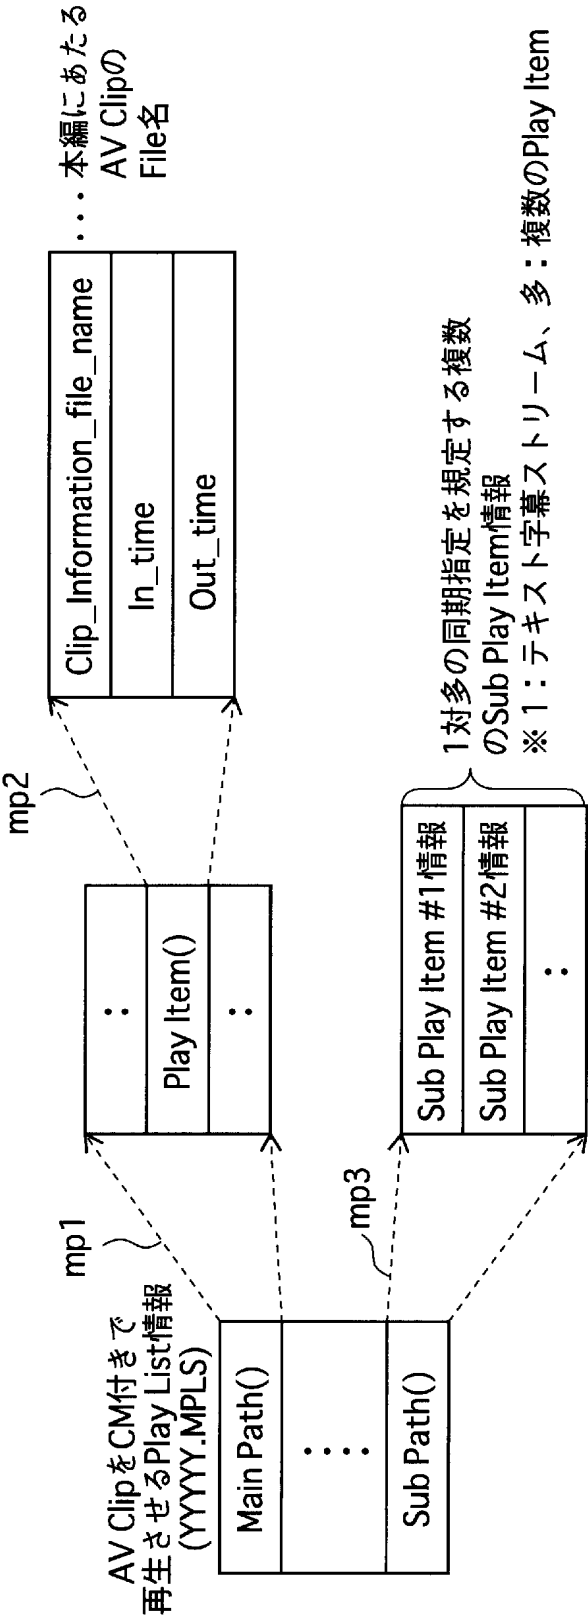 AV ClipをCM付きで
再生させるPlay List情報
(YYYYY.MPLS)
Main Path()
....
Sub Path()
mp1
:
Play Item()
:
mp2
Clip_Information_file_name
In_time
Out_time
...本編にあたる
AV Clipの
File名
mp3
Sub Play Item #1情報
Sub Play Item #2情報
:
1対多の同期指定を規定する複数
のSub Play Item情報
※1：テキスト字幕ストリーム、多：複数のPlay Item